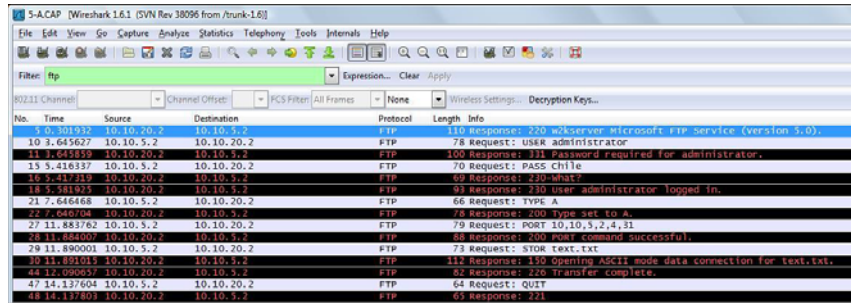 5-A.CAP [Wireshark 1.6.1 (SVN Rev 38096 from /trunk-1.6)]
File Edit View Go Capture Analyze Statistics Telephony Tools Internals Help
Filter: ftp Expression... Clear Apply
802.11 Channel: Channel Offset: FCS Filter: All Frames None Wireless Settings... Decryption Keys...
No. Time Source Destination Protocol Length Info
5 0.301932 10.10.20.2 10.10.5.2 FTP 110 Response: 220 w2kserver Microsoft FTP Service (Version 5.0).
10 3.645627 10.10.5.2 10.10.20.2 FTP 78 Request: USER administrator
11 3.645859 10.10.20.2 10.10.5.2 FTP 100 Response: 331 Password required for administrator.
15 5.416337 10.10.5.2 10.10.20.2 FTP 70 Request: PASS Chile
16 5.417319 10.10.20.2 10.10.5.2 FTP 69 Response: 230-What?
18 5.581925 10.10.20.2 10.10.5.2 FTP 93 Response: 230 User administrator logged in.
21 7.646468 10.10.5.2 10.10.20.2 FTP 66 Request: TYPE A
22 7.646704 10.10.20.2 10.10.5.2 FTP 78 Response: 200 Type set to A.
27 11.883762 10.10.5.2 10.10.20.2 FTP 79 Request: PORT 10,10,5,2,4,31
28 11.884007 10.10.20.2 10.10.5.2 FTP 88 Response: 200 PORT command successful.
29 11.890001 10.10.5.2 10.10.20.2 FTP 73 Request: STOR text.txt
30 11.891015 10.10.20.2 10.10.5.2 FTP 112 Response: 150 Opening ASCII mode data connection for text.txt.
44 12.090657 10.10.20.2 10.10.5.2 FTP 82 Response: 226 Transfer complete.
47 14.137604 10.10.5.2 10.10.20.2 FTP 64 Request: QUIT
48 14.137803 10.10.20.2 10.10.5.2 FTP 65 Response: 221